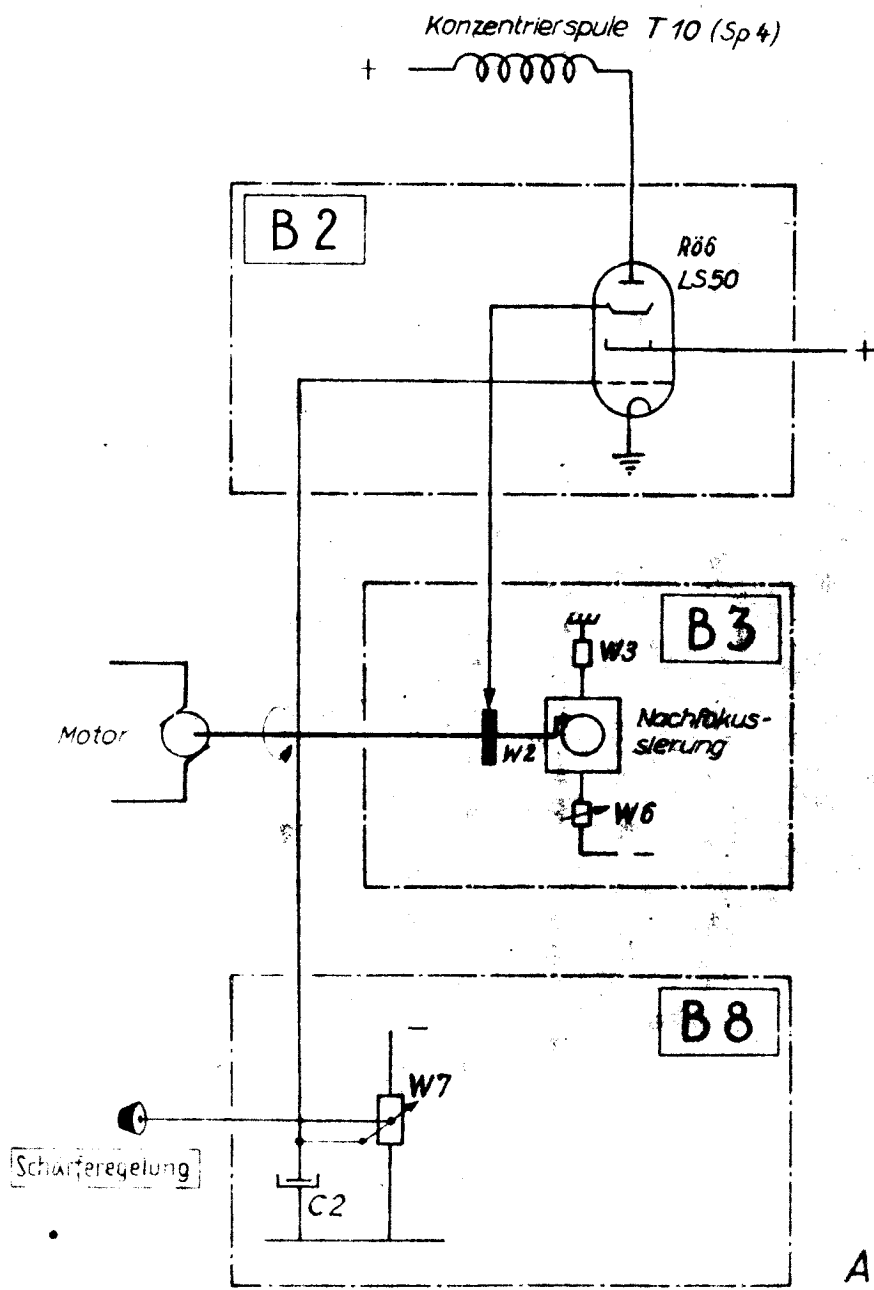 Konzentrierspule T 10 (Sp 4)
+
B 2
Rö6
LS50
+
B 3
W3
Motor
W2
Nachfokus-
sierung
W6
–
B 8
–
W7
Schärferegelung
C2
A